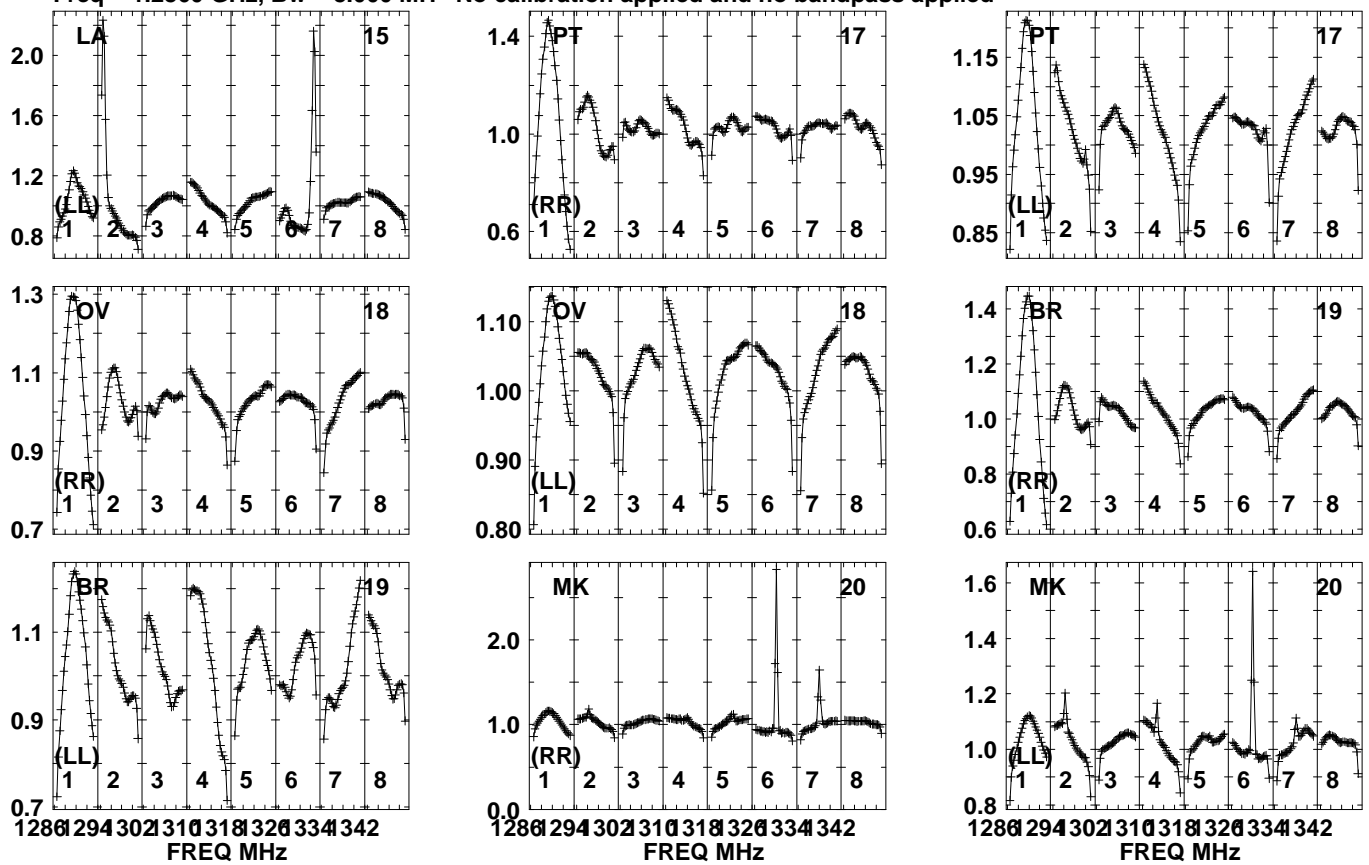 Freq GHz, Bw No calibration applied and no bandpass applied
LA 15
2.0
1.6
1.2
0.8
(LL)
1 2 3 4 5 6 7 8
PT 17
1.4
1.0
0.6
(RR)
1 2 3 4 5 6 7 8
PT 17
1.15
1.05
0.95
0.85
(LL)
1 2 3 4 5 6 7 8
OV 18
1.3
1.1
0.9
0.7
(RR)
1 2 3 4 5 6 7 8
OV 18
1.10
1.00
0.90
0.80
(LL)
1 2 3 4 5 6 7 8
BR 19
1.4
1.2
1.0
0.8
0.6
(RR)
1 2 3 4 5 6 7 8
BR 19
1.1
0.9
0.7
(LL)
1 2 3 4 5 6 7 8
1286 1294 1302 1310 1318 1326 1334 1342
FREQ MHz
MK 20
2.0
1.0
0.0
(RR)
1 2 3 4 5 6 7 8
1286 1294 1302 1310 1318 1326 1334 1342
FREQ MHz
MK 20
1.6
1.4
1.2
1.0
0.8
(LL)
1 2 3 4 5 6 7 8
1286 1294 1302 1310 1318 1326 1334 1342
FREQ MHz